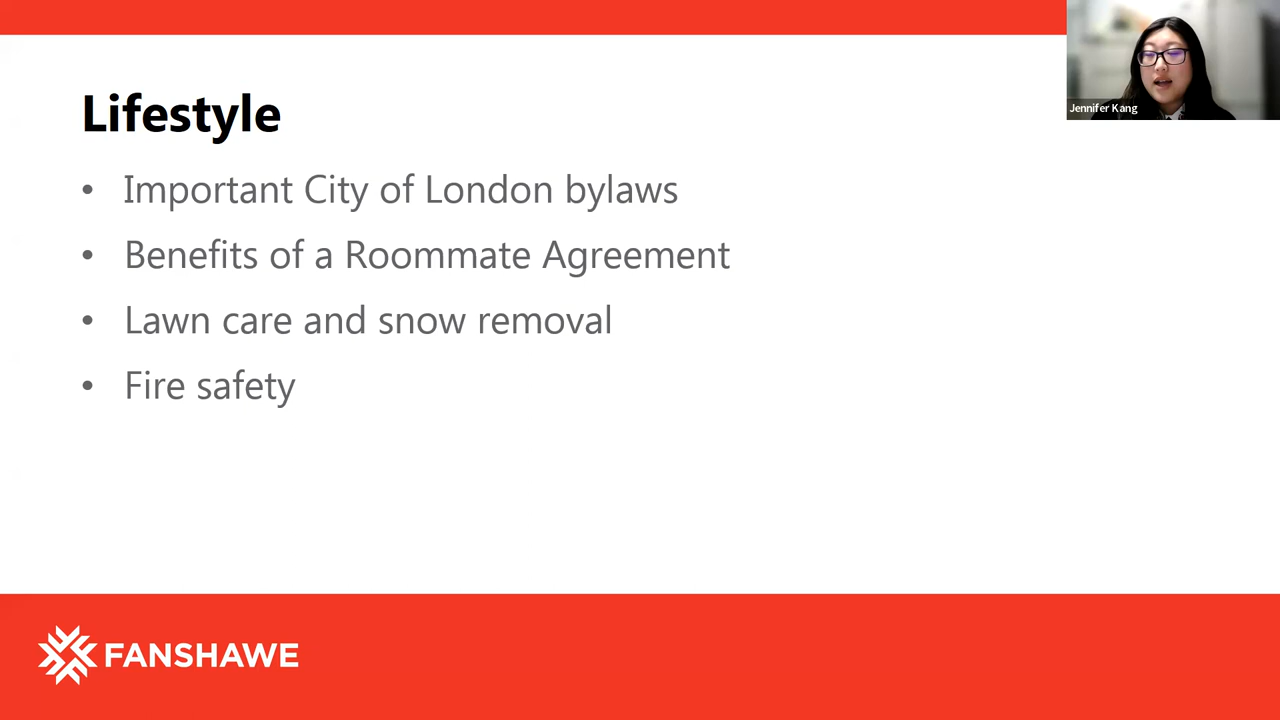 Jennifer Kang
Lifestyle
• Important City of London bylaws
• Benefits of a Roommate Agreement
• Lawn care and snow removal
• Fire safety
FANSHAWE